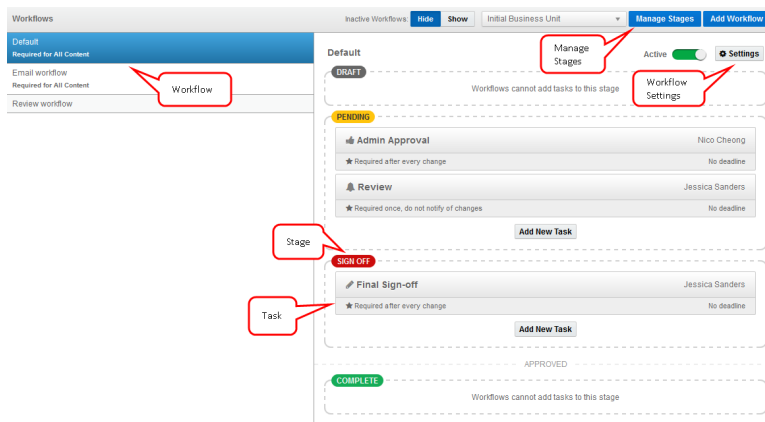 Workflows
Inactive Workflows: Hide Show Initial Business Unit Manage Stages Add Workflow
Default
Required for All Content
Email workflow
Required for All Content
Review workflow
Workflow
Default
Manage
Stages
Active Settings
Workflow
Settings
DRAFT
Workflows cannot add tasks to this stage
PENDING
Admin Approval Nico Cheong
Required after every change No deadline
Review Jessica Sanders
Required once, do not notify of changes No deadline
Add New Task
Stage
SIGN OFF
Final Sign-off Jessica Sanders
Required after every change No deadline
Task
Add New Task
APPROVED
COMPLETE
Workflows cannot add tasks to this stage